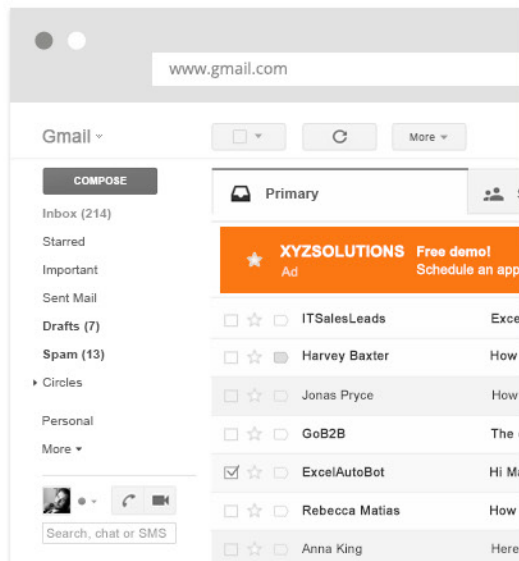 www.gmail.com
Gmail
More
COMPOSE
Primary
Inbox (214)
Starred
Important
Sent Mail
Drafts (7)
Spam (13)
Circles
Personal
More
Search, chat or SMS
XYZSOLUTIONS Free demo!
Ad Schedule an app
ITSalesLeads Exce
Harvey Baxter How
Jonas Pryce How
GoB2B The
ExcelAutoBot Hi Ma
Rebecca Matias How
Anna King Here